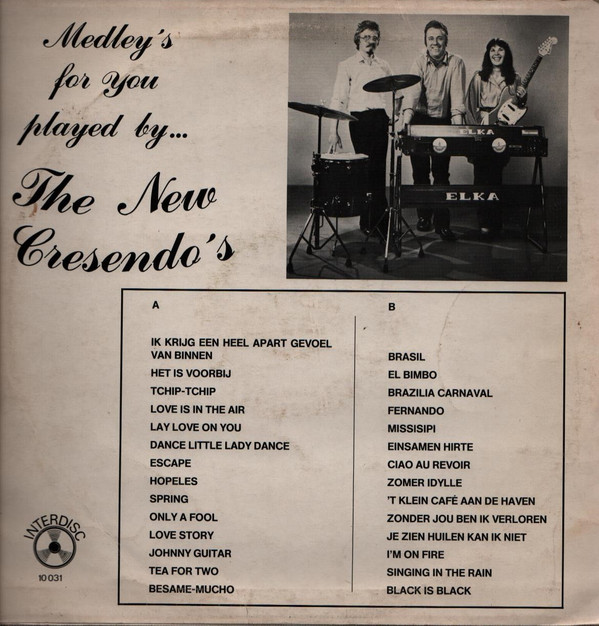 Medley's
for you
played by...
The New
Cresendo's
ELKA
ELKA
A
IK KRIJG EEN HEEL APART GEVOEL
VAN BINNEN
HET IS VOORBIJ
TCHIP-TCHIP
LOVE IS IN THE AIR
LAY LOVE ON YOU
DANCE LITTLE LADY DANCE
ESCAPE
HOPELES
SPRING
ONLY A FOOL
LOVE STORY
JOHNNY GUITAR
TEA FOR TWO
BESAME-MUCHO
B
BRASIL
EL BIMBO
BRAZILIA CARNAVAL
FERNANDO
MISSISIPI
EINSAMEN HIRTE
CIAO AU REVOIR
ZOMER IDYLLE
'T KLEIN CAFÉ AAN DE HAVEN
ZONDER JOU BEN IK VERLOREN
JE ZIEN HUILEN KAN IK NIET
I'M ON FIRE
SINGING IN THE RAIN
BLACK IS BLACK
INTERDISC
10 031